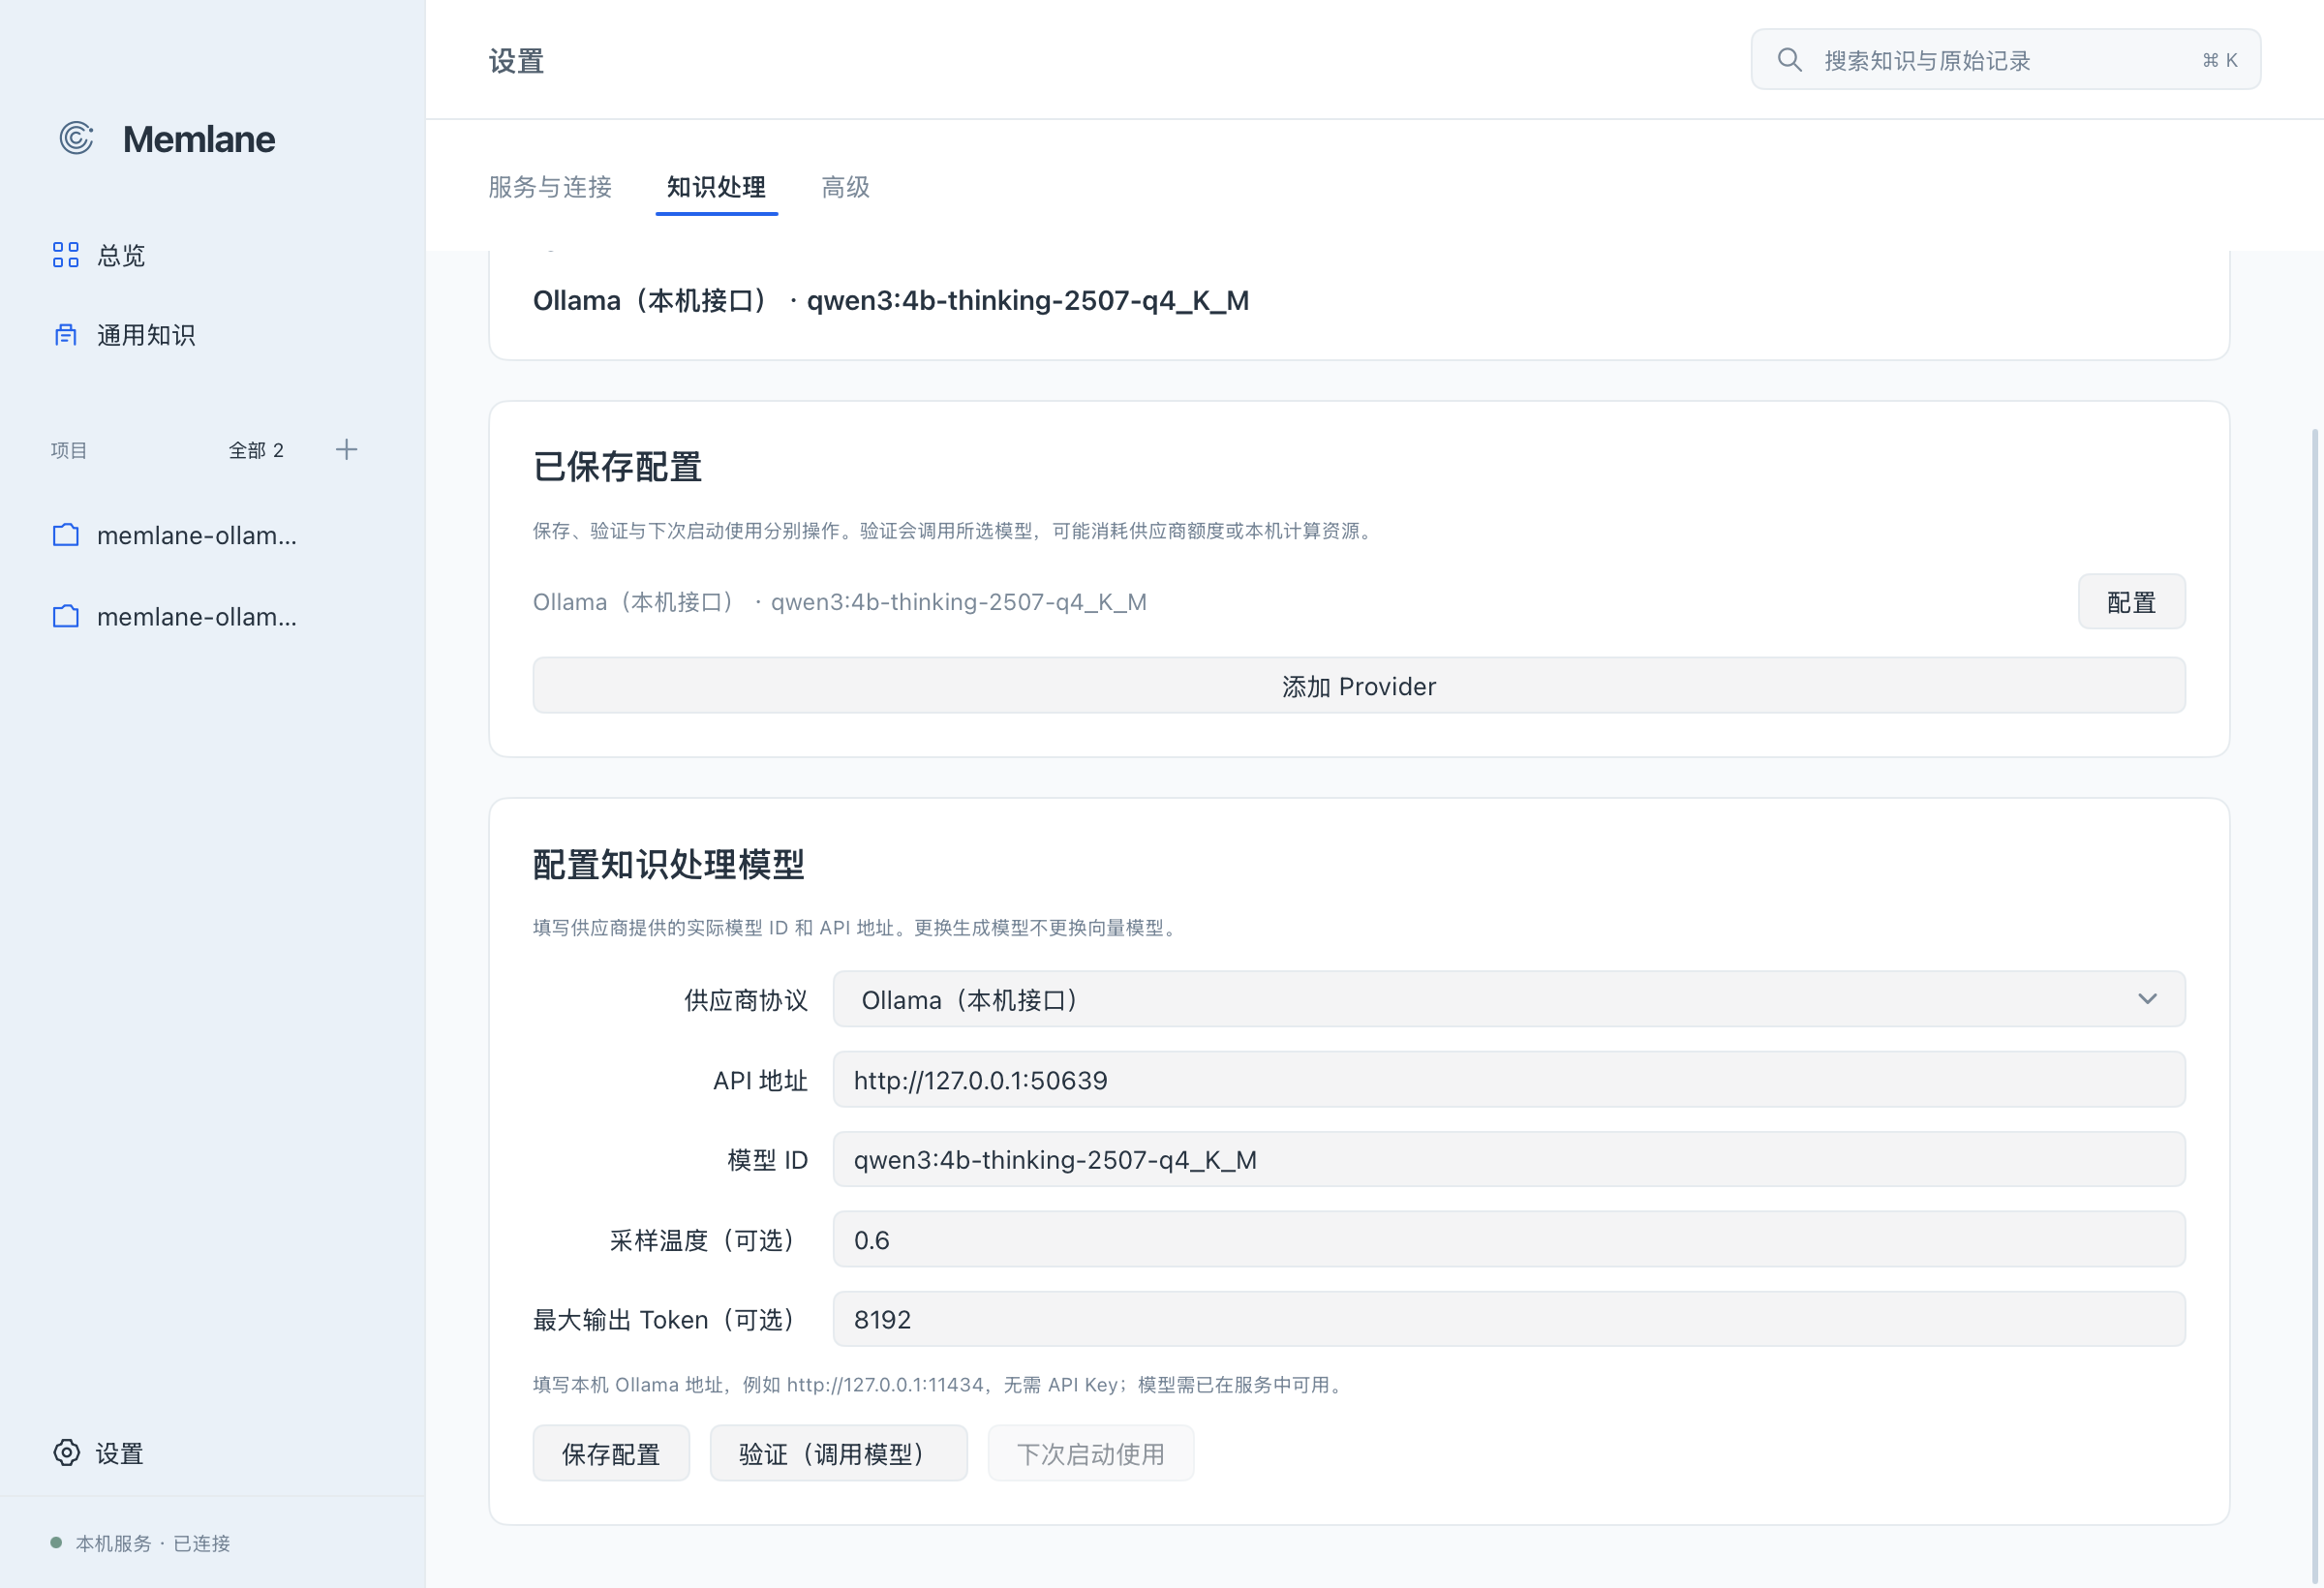 设置
搜索知识与原始记录
⌘ K
Memlane
总览
通用知识
项目
全部 2
memlane-ollam...
memlane-ollam...
设置
本机服务 · 已连接
服务与连接
知识处理
高级
Ollama（本机接口） · qwen3:4b-thinking-2507-q4_K_M
已保存配置
保存、验证与下次启动使用分别操作。验证会调用所选模型，可能消耗供应商额度或本机计算资源。
Ollama（本机接口） · qwen3:4b-thinking-2507-q4_K_M
配置
添加 Provider
配置知识处理模型
填写供应商提供的实际模型 ID 和 API 地址。更换生成模型不更换向量模型。
供应商协议
Ollama（本机接口）
API 地址
http://127.0.0.1:50639
模型 ID
qwen3:4b-thinking-2507-q4_K_M
采样温度（可选）
0.6
最大输出 Token（可选）
8192
填写本机 Ollama 地址，例如 http://127.0.0.1:11434，无需 API Key；模型需已在服务中可用。
保存配置
验证（调用模型）
下次启动使用